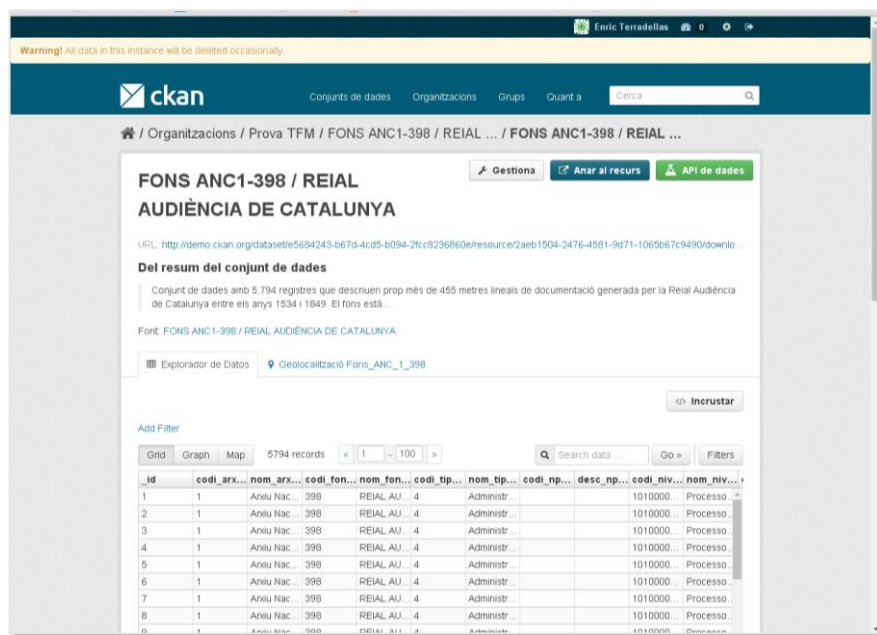 Enric Terradellas 0
Warning! All data in this instance will be deleted occasionally.
ckan Conjunts de dades Organitzacions Grups Quant a Cerca
/ Organitzacions / Prova TFM / FONS ANC1-398 / REIAL ... / FONS ANC1-398 / REIAL ...
FONS ANC1-398 / REIAL
AUDIÈNCIA DE CATALUNYA
Gestiona Anar al recurs API de dades
URL: http://demo.ckan.org/dataset/e5684243-b67d-4cd5-b094-2fcc8236860e/resource/2aeb1504-2476-4581-9d71-1065b67c9490/downlo...
Del resum del conjunt de dades
Conjunt de dades amb 5.794 registres que descriuen prop més de 455 metres lineals de documentació generada per la Reial Audiència
de Catalunya entre els anys 1534 i 1849. El fons està...
Font: FONS ANC1-398 / REIAL AUDIÈNCIA DE CATALUNYA
Explorador de Datos Geolocalització Fons_ANC_1_398
</> Incrustar
Add Filter
Grid Graph Map 5794 records « 1 – 100 » Search data ... Go » Filters
_id codi_arx... nom_arx... codi_fon... nom_fon... codi_tip... nom_tip... codi_np... desc_np... codi_niv... nom_niv...
1 1 Arxiu Nac... 398 REIAL AU... 4 Administr... 1010000... Processo...
2 1 Arxiu Nac... 398 REIAL AU... 4 Administr... 1010000... Processo...
3 1 Arxiu Nac... 398 REIAL AU... 4 Administr... 1010000... Processo...
4 1 Arxiu Nac... 398 REIAL AU... 4 Administr... 1010000... Processo...
5 1 Arxiu Nac... 398 REIAL AU... 4 Administr... 1010000... Processo...
6 1 Arxiu Nac... 398 REIAL AU... 4 Administr... 1010000... Processo...
7 1 Arxiu Nac... 398 REIAL AU... 4 Administr... 1010000... Processo...
8 1 Arxiu Nac... 398 REIAL AU... 4 Administr... 1010000... Processo...